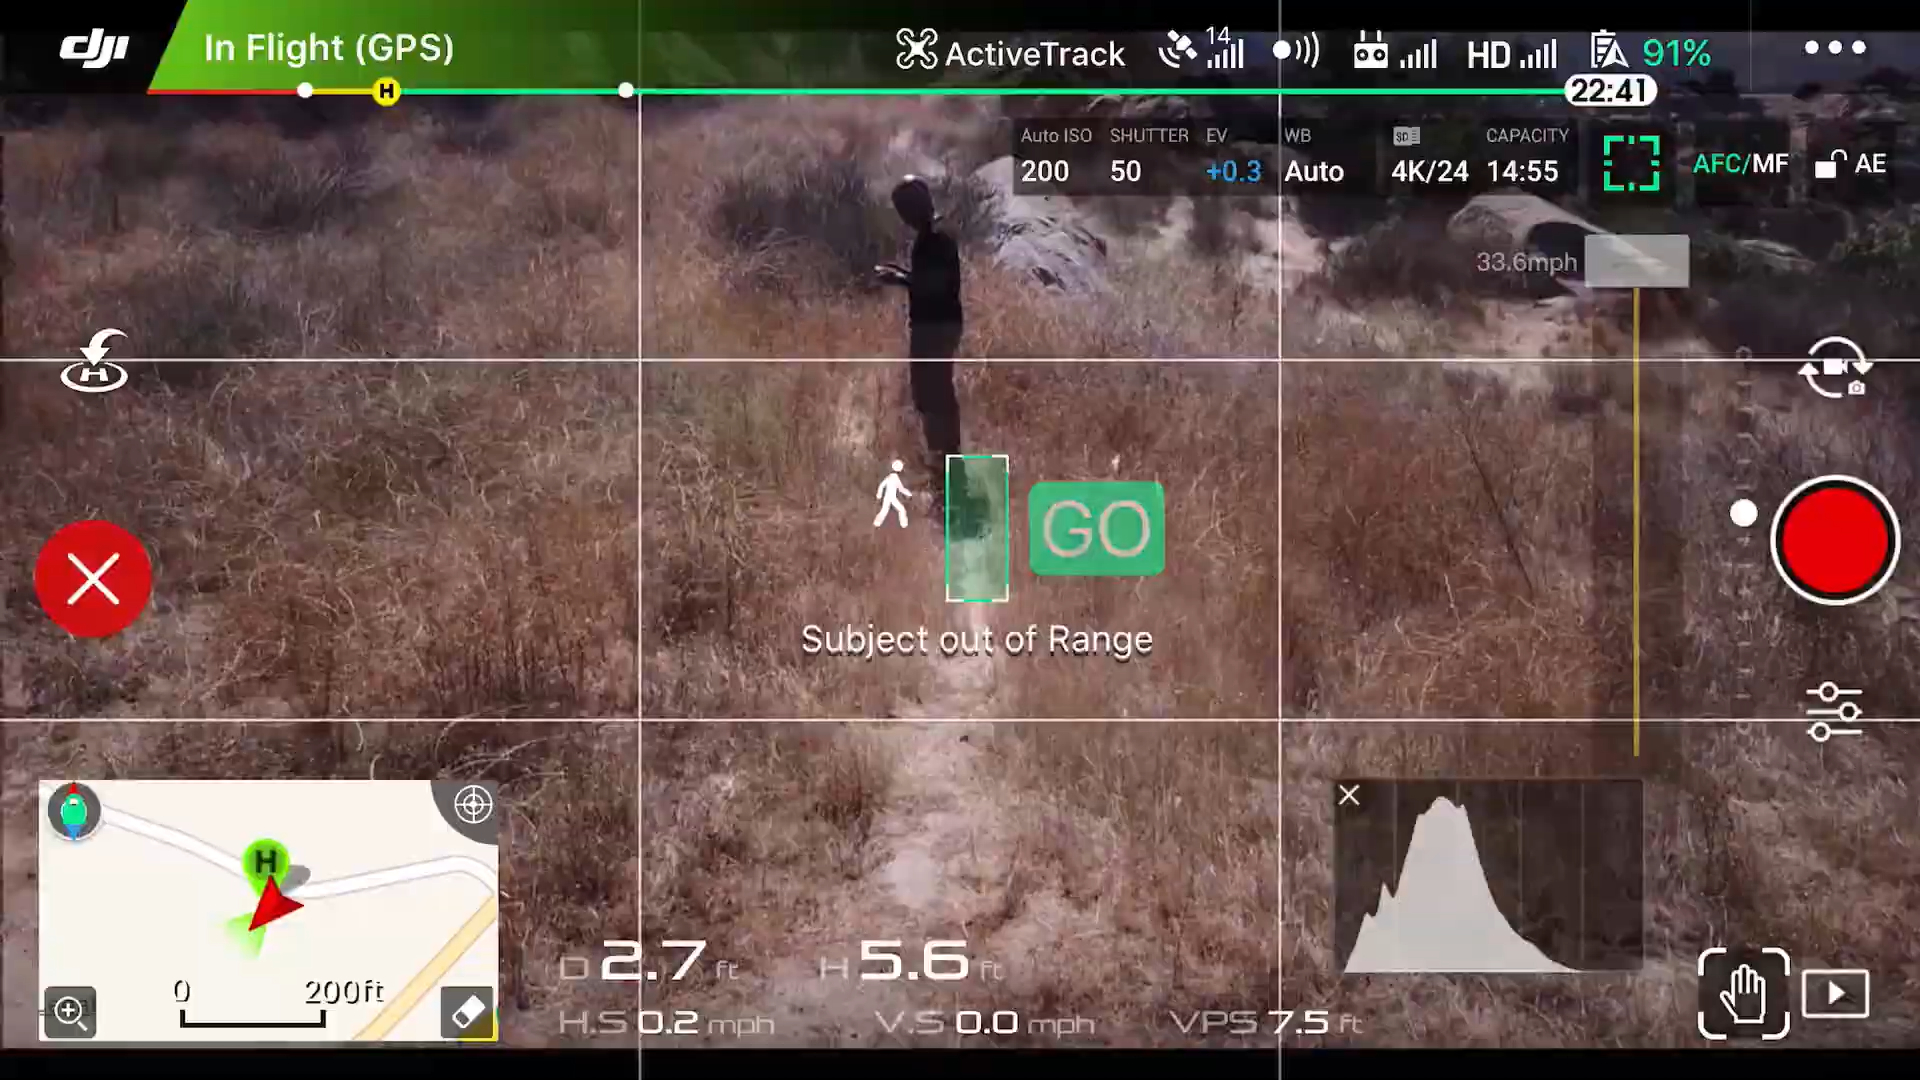 dji In Flight (GPS) ActiveTrack 14 HD 91%
H 22:41
Auto ISO SHUTTER EV WB SD CAPACITY
200 50 +0.3 Auto 4K/24 14:55 AFC/MF AE
33.6mph
H
GO
Subject out of Range
H
0 200ft
D 2.7 ft H 5.6 ft
H.S 0.2 mph V.S 0.0 mph VPS 7.5 ft